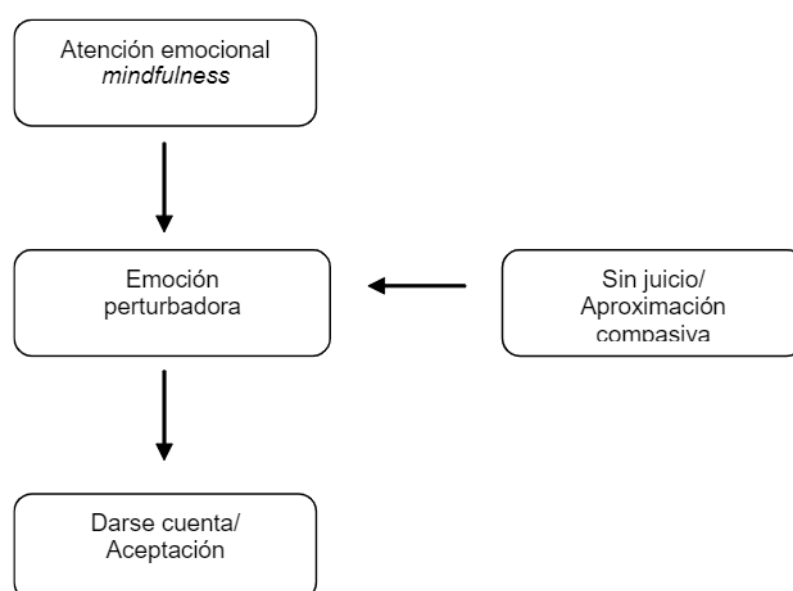 Atención emocional
mindfulness
Emoción
perturbadora
Sin juicio/
Aproximación
compasiva
Darse cuenta/
Aceptación